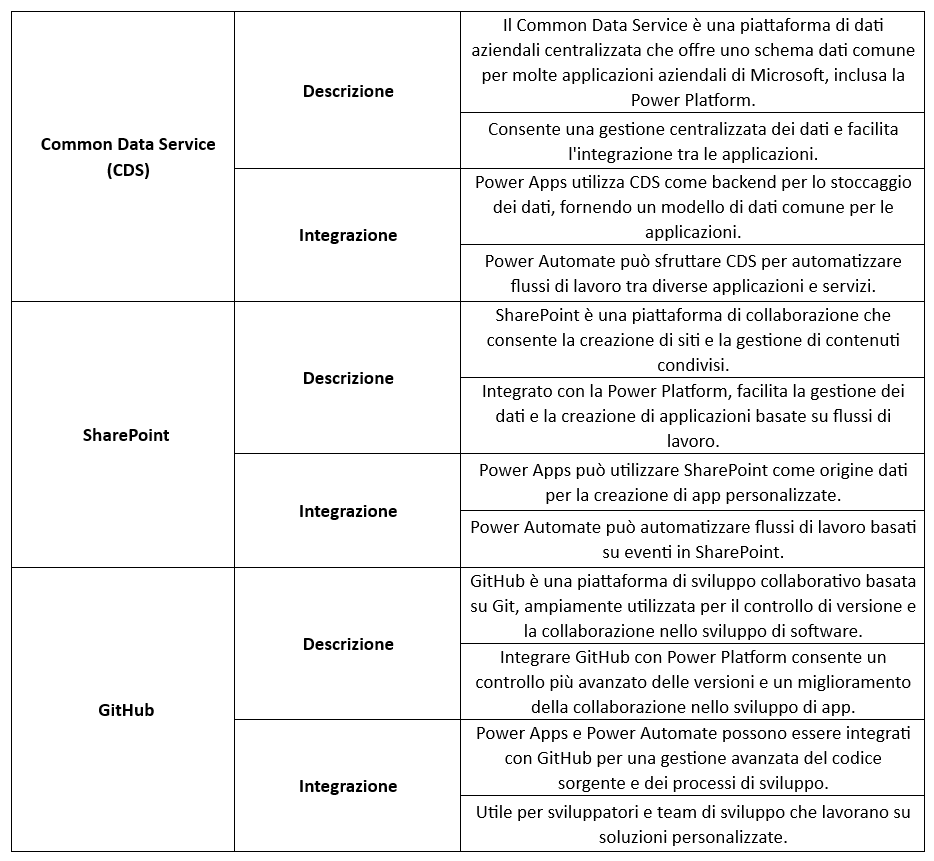 Common Data Service
(CDS)
Descrizione
Il Common Data Service è una piattaforma di dati
aziendali centralizzata che offre uno schema dati comune
per molte applicazioni aziendali di Microsoft, inclusa la
Power Platform.
Consente una gestione centralizzata dei dati e facilita
l'integrazione tra le applicazioni.
Integrazione
Power Apps utilizza CDS come backend per lo stoccaggio
dei dati, fornendo un modello di dati comune per le
applicazioni.
Power Automate può sfruttare CDS per automatizzare
flussi di lavoro tra diverse applicazioni e servizi.
SharePoint
Descrizione
SharePoint è una piattaforma di collaborazione che
consente la creazione di siti e la gestione di contenuti
condivisi.
Integrato con la Power Platform, facilita la gestione dei
dati e la creazione di applicazioni basate su flussi di
lavoro.
Integrazione
Power Apps può utilizzare SharePoint come origine dati
per la creazione di app personalizzate.
Power Automate può automatizzare flussi di lavoro basati
su eventi in SharePoint.
GitHub
Descrizione
GitHub è una piattaforma di sviluppo collaborativo basata
su Git, ampiamente utilizzata per il controllo di versione e
la collaborazione nello sviluppo di software.
Integrare GitHub con Power Platform consente un
controllo più avanzato delle versioni e un miglioramento
della collaborazione nello sviluppo di app.
Integrazione
Power Apps e Power Automate possono essere integrati
con GitHub per una gestione avanzata del codice
sorgente e dei processi di sviluppo.
Utile per sviluppatori e team di sviluppo che lavorano su
soluzioni personalizzate.